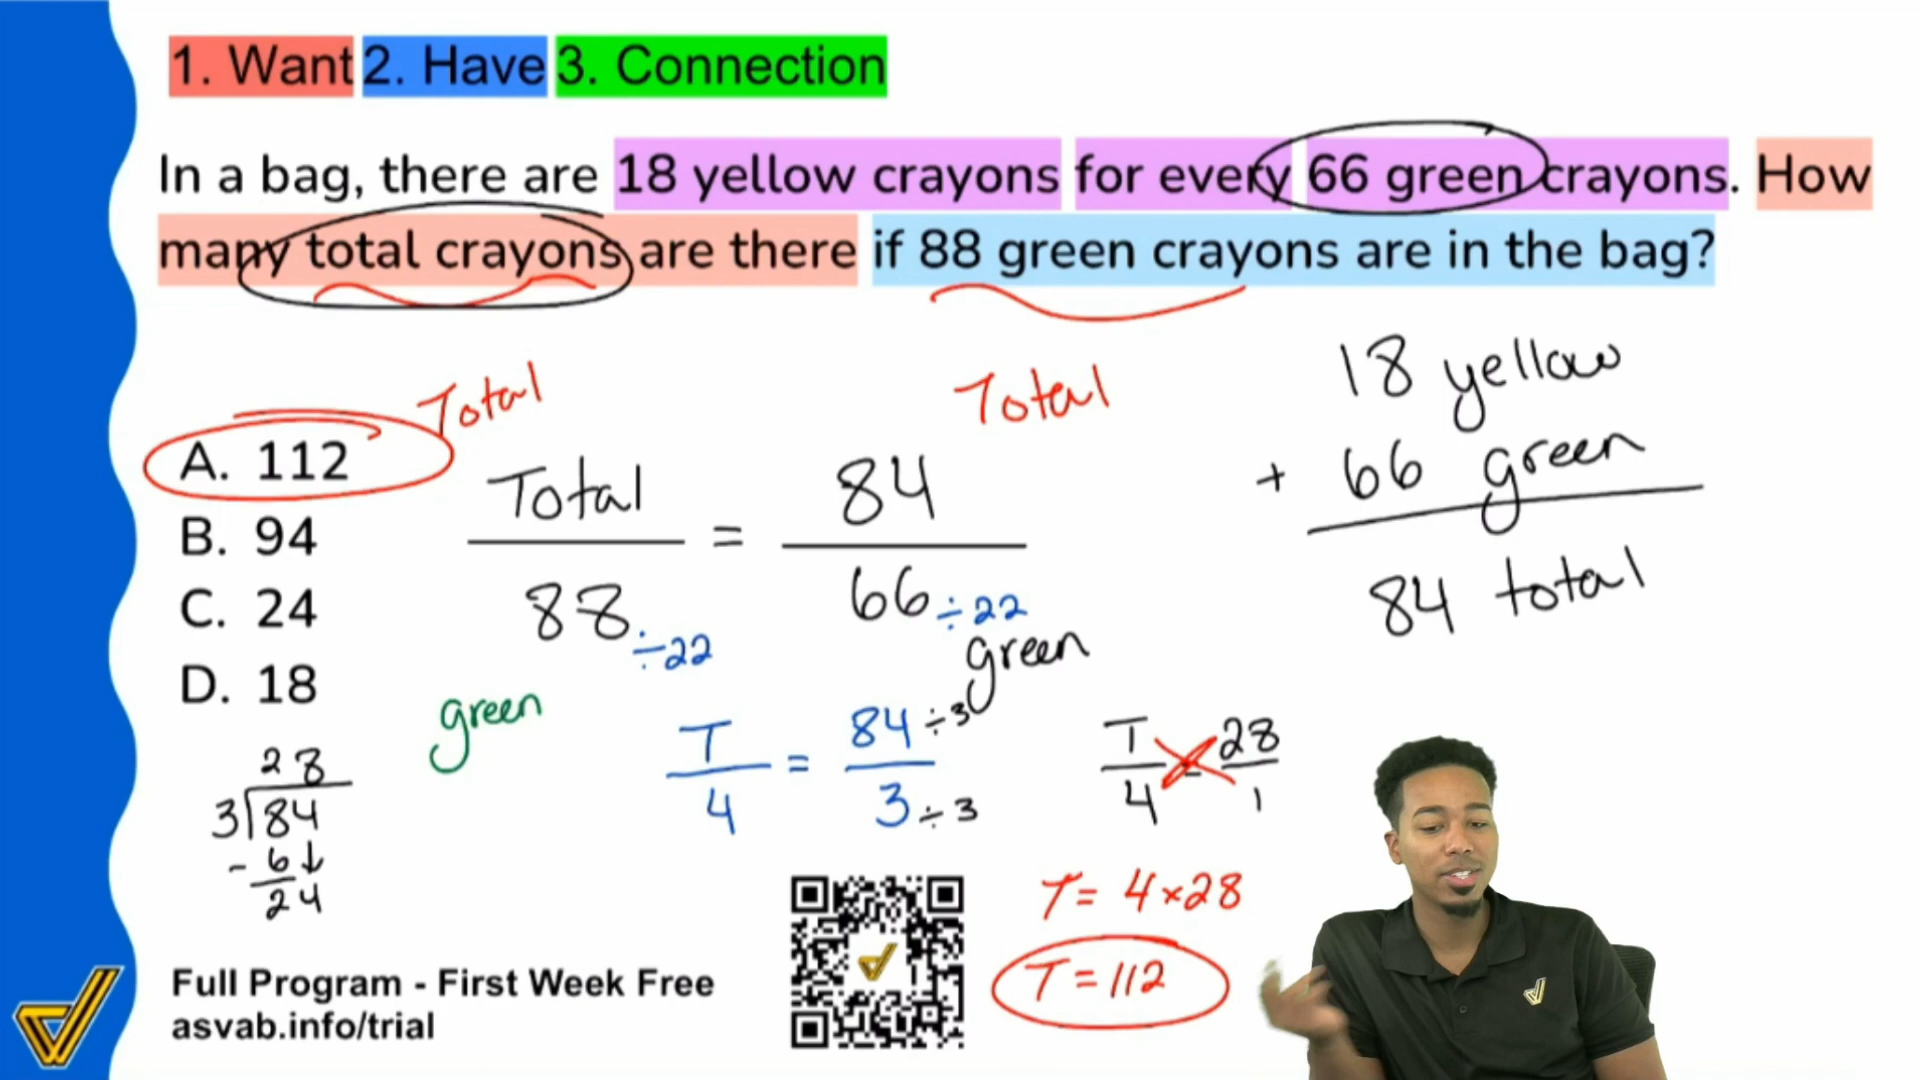 1. Want 2. Have 3. Connection
In a bag, there are 18 yellow crayons for every 66 green crayons. How
many total crayons are there if 88 green crayons are in the bag?
A. 112
B. 94
C. 24
D. 18
Total
Total
Total = 84
88 ÷22
66 ÷22
green
green
18 yellow
+ 66 green
84 total
T = 84 ÷3
4
3 ÷3
T = 28
4
1
28
3 84
- 6↓
24
T = 4×28
T = 112
Full Program - First Week Free
asvab.info/trial